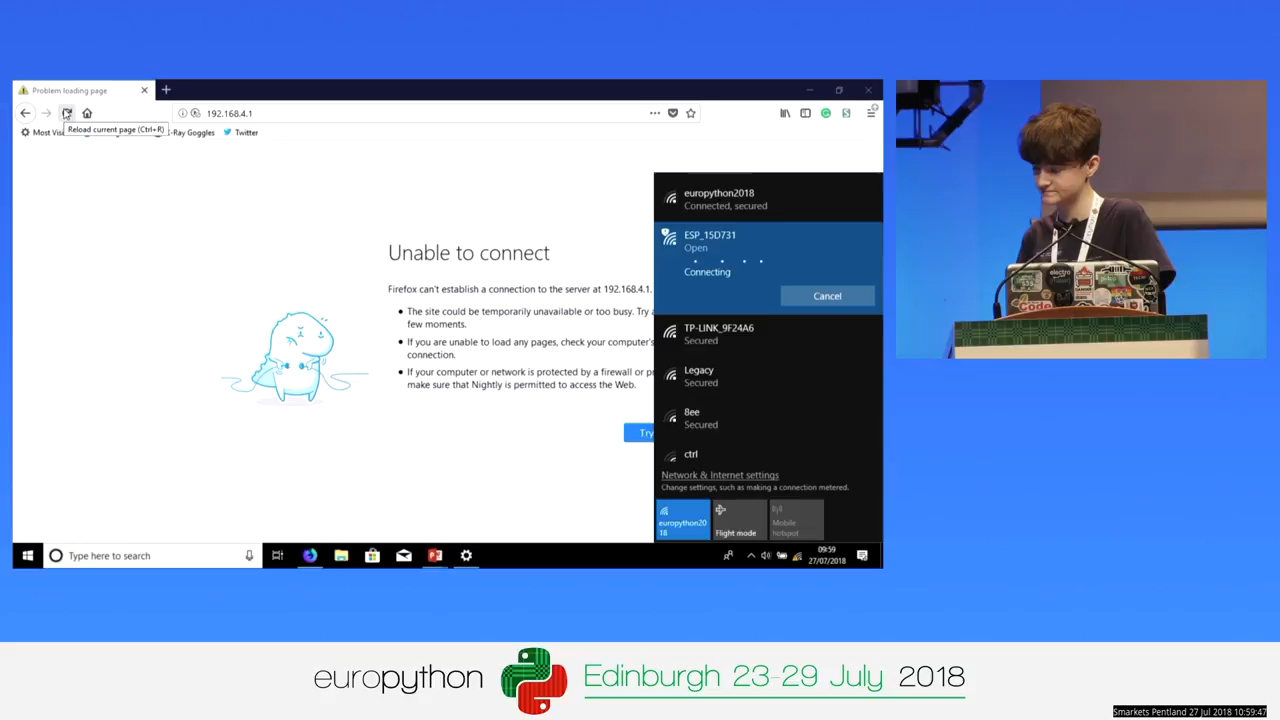 Problem loading page
192.168.4.1
Reload current page (Ctrl+R)
Most Vis
-Ray Goggles
Twitter
Unable to connect
Firefox can't establish a connection to the server at 192.168.4.1.
The site could be temporarily unavailable or too busy. Try a
few moments.
If you are unable to load any pages, check your computer's
connection.
If your computer or network is protected by a firewall or pr
make sure that Nightly is permitted to access the Web.
Try
europython2018
Connected, secured
ESP_15D731
Open
Connecting
Cancel
TP-LINK_9F24A6
Secured
Legacy
Secured
8ee
Secured
ctrl
Network & Internet settings
Change settings, such as making a connection metered.
europython20
18
Flight mode
Mobile
hotspot
Type here to search
09:59
27/07/2018
electro
Code
europython
Edinburgh 23-29 July 2018
Smarkets Pentland 27 Jul 2018 10:59:47